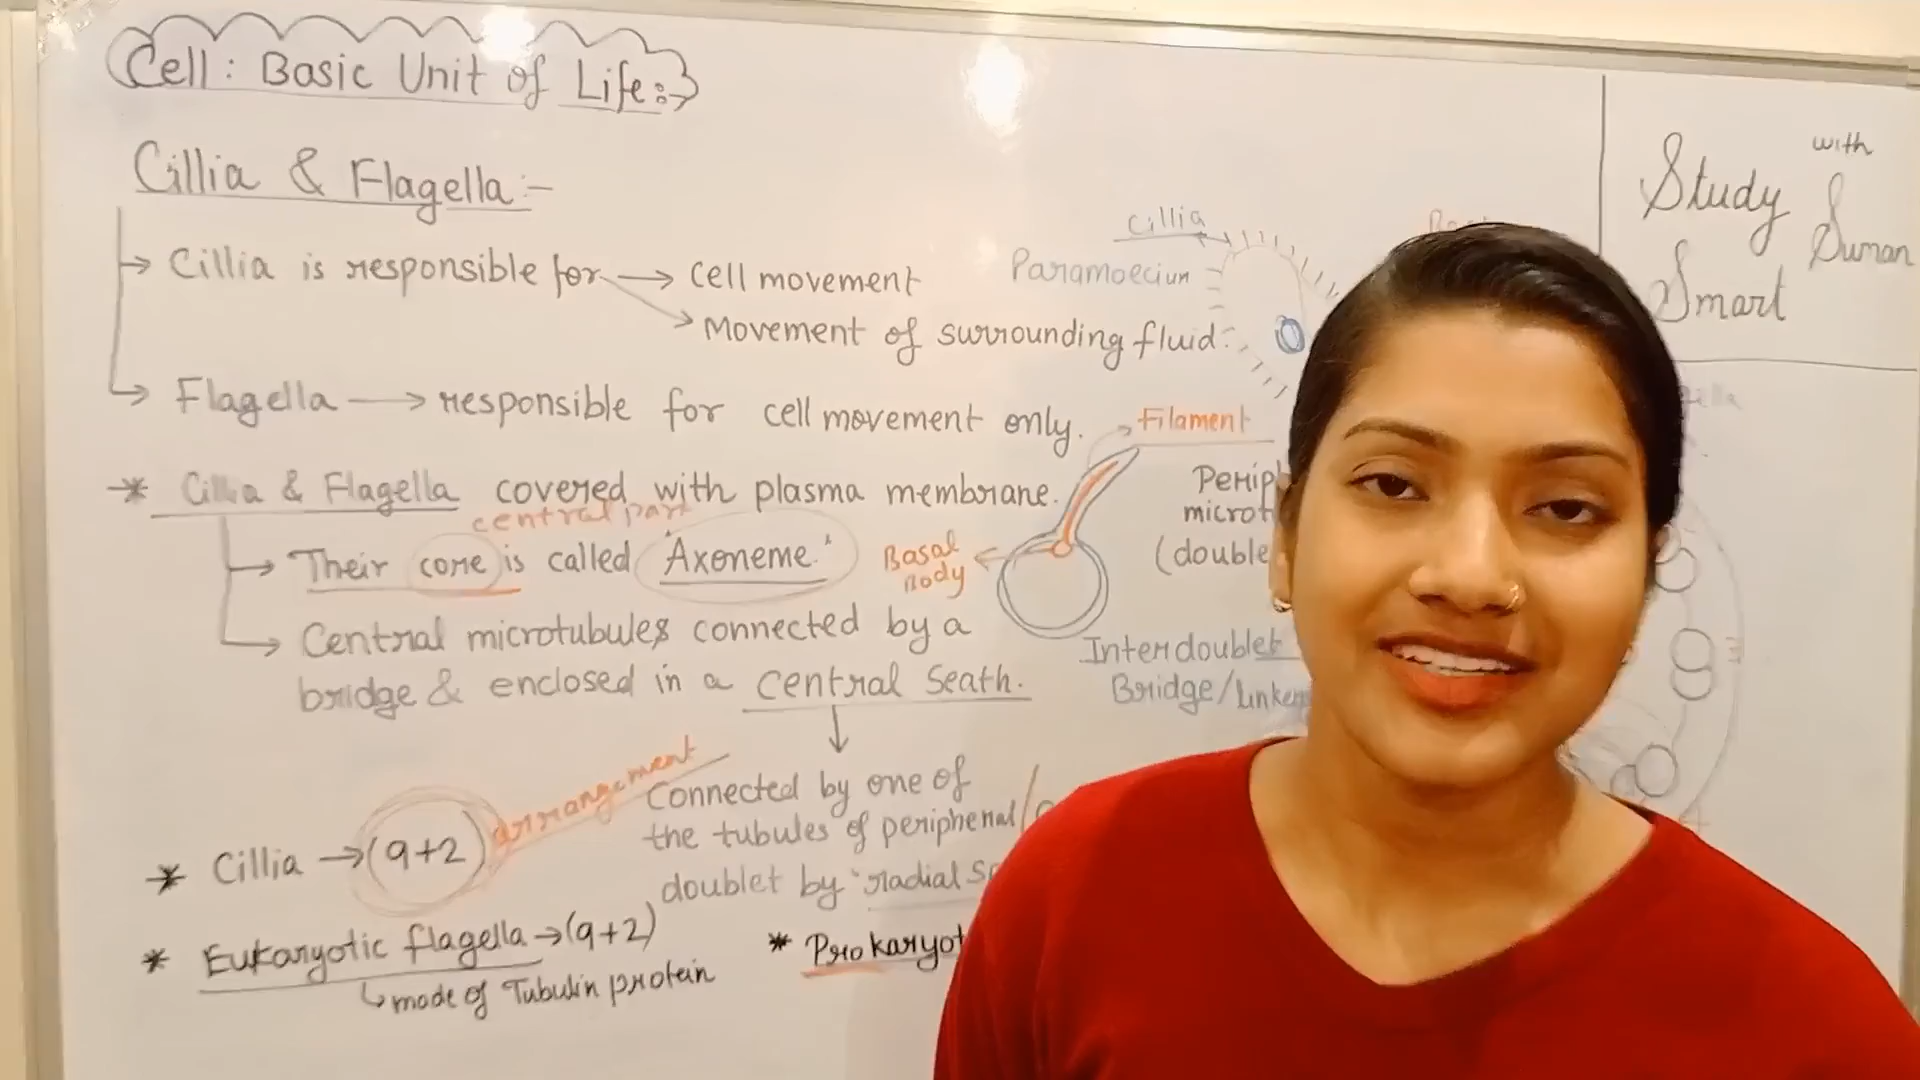 Cell: Basic Unit of Life:→
Cillia & Flagella:-
→ Cillia is responsible for → cell movement
→ Movement of surrounding fluid.
→ Flagella → responsible for cell movement only.
* Cillia & Flagella covered with plasma membrane.
central part
→ Their core is called 'Axoneme.'
→ Central microtubules connected by a
bridge & enclosed in a central Seath.
Connected by one of
the tubules of peripheral/
doublet by 'radial
arrangement
* Cillia → (9+2)
* Eukaryotic flagella → (9+2)
made of Tubulin protein
* Prokaryot
Cillia
Paramoecium
Filament
Basal
Body
Perip
microt
(double
Interdoublet
Bridge/linker
Study
Smart
with
Suman